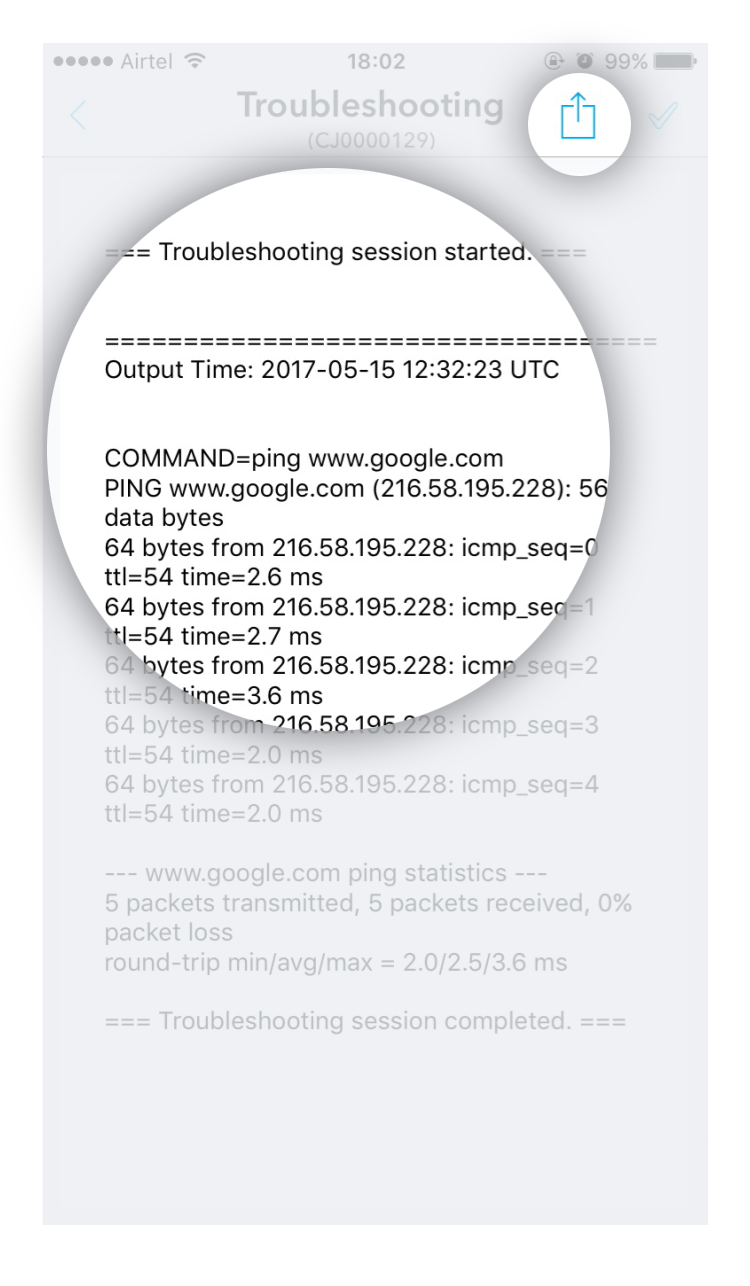 Airtel 18:02 99%
Troubleshooting
(CJ0000129)
=== Troubleshooting session started. ===
===================================
Output Time: 2017-05-15 12:32:23 UTC
COMMAND=ping www.google.com
PING www.google.com (216.58.195.228): 56
data bytes
64 bytes from 216.58.195.228: icmp_seq=0
ttl=54 time=2.6 ms
64 bytes from 216.58.195.228: icmp_seq=1
ttl=54 time=2.7 ms
64 bytes from 216.58.195.228: icmp_seq=2
ttl=54 time=3.6 ms
64 bytes from 216.58.195.228: icmp_seq=3
ttl=54 time=2.0 ms
64 bytes from 216.58.195.228: icmp_seq=4
ttl=54 time=2.0 ms
--- www.google.com ping statistics ---
5 packets transmitted, 5 packets received, 0%
packet loss
round-trip min/avg/max = 2.0/2.5/3.6 ms
=== Troubleshooting session completed. ===